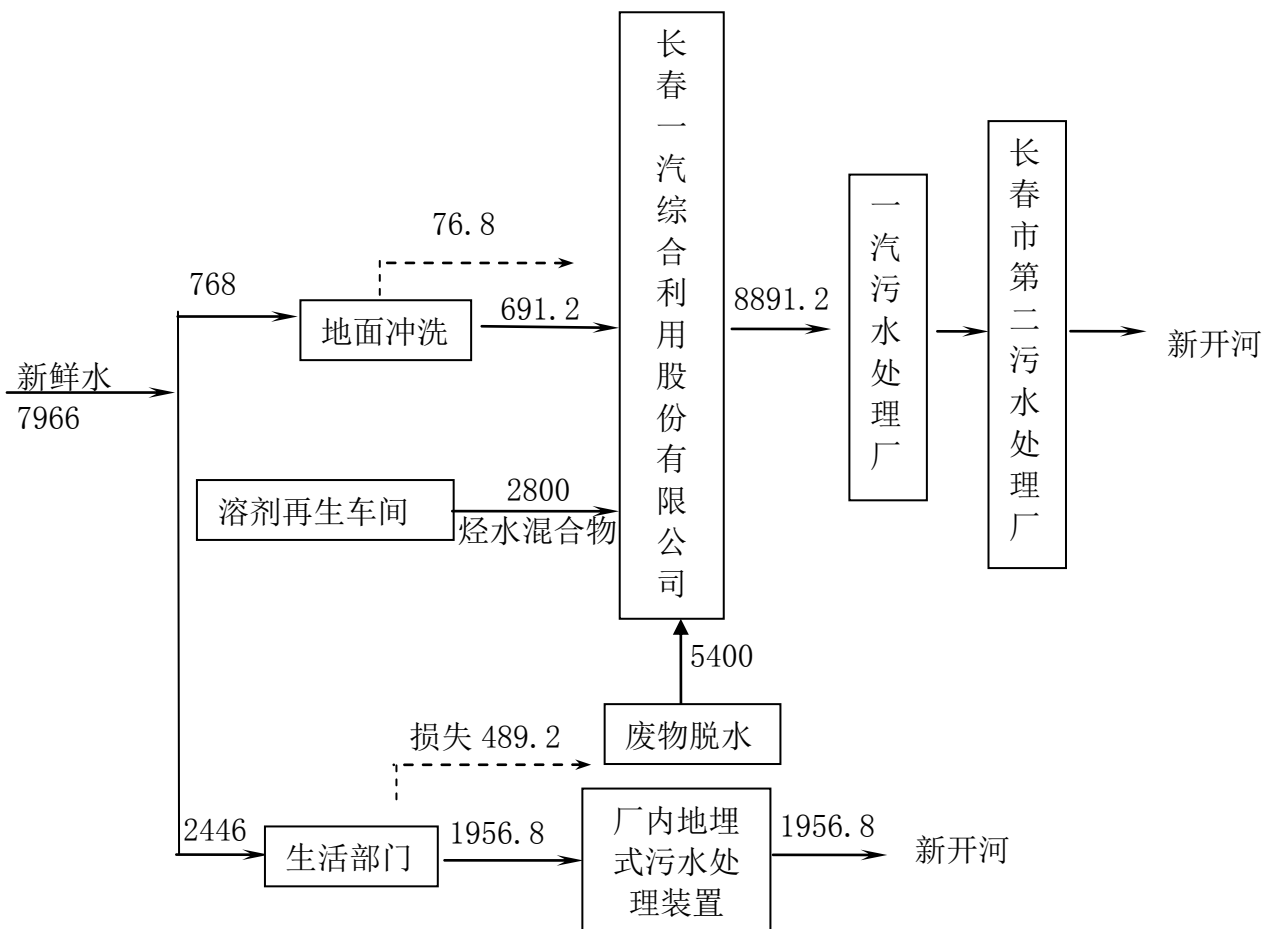 长春一汽综合利用股份有限公司
一汽污水处理厂
长春市第二污水处理厂
76.8
768
地面冲洗
691.2
8891.2
新开河
新鲜水
7966
溶剂再生车间
2800
烃水混合物
5400
废物脱水
损失 489.2
2446
生活部门
1956.8
厂内地埋
式污水处
理装置
1956.8
新开河